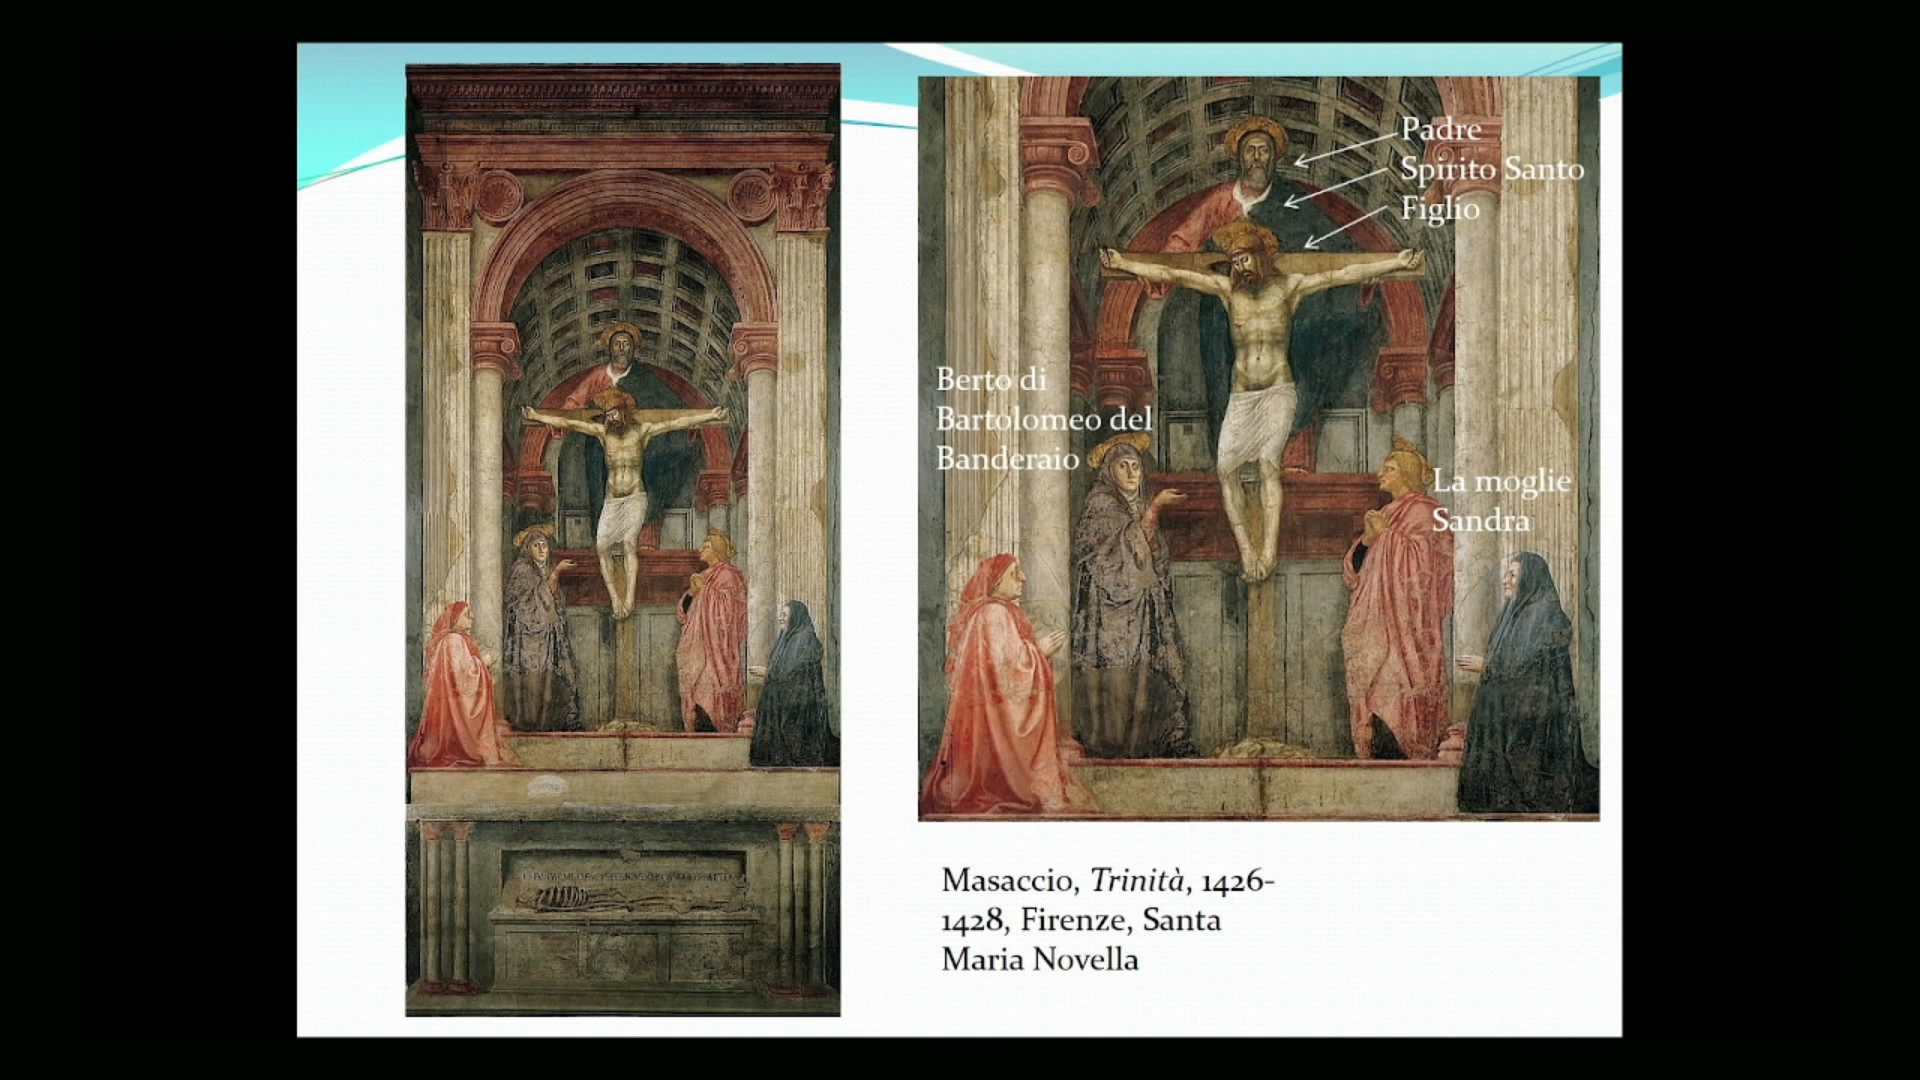 Padre
Spirito Santo
Figlio
Berto di
Bartolomeo del
Banderaio
La moglie
Sandra
Masaccio, Trinità, 1426-
1428, Firenze, Santa
Maria Novella